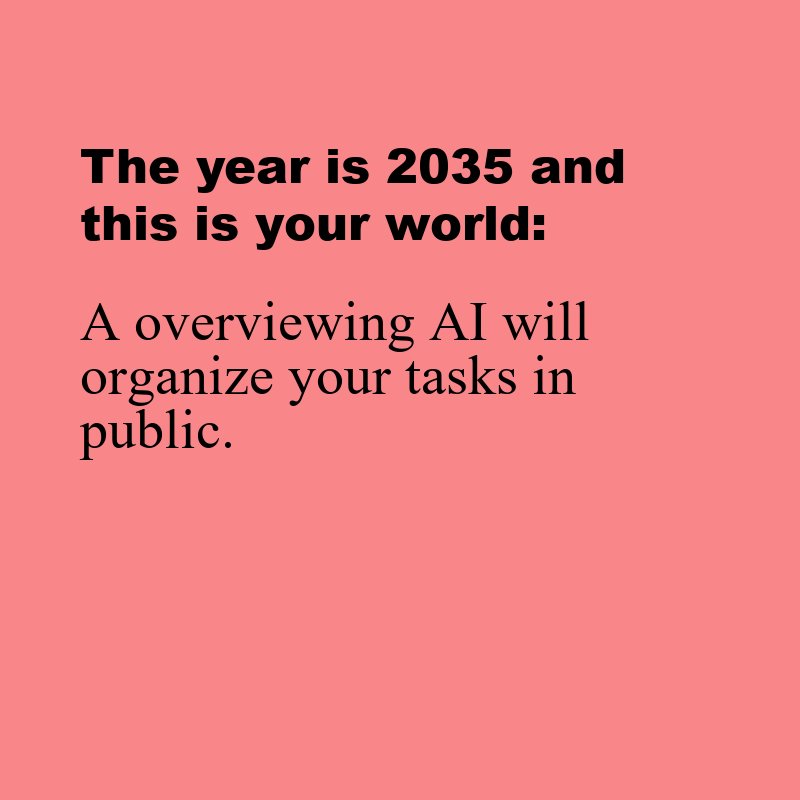 The year is 2035 and
this is your world:
A overviewing AI will
organize your tasks in
public.